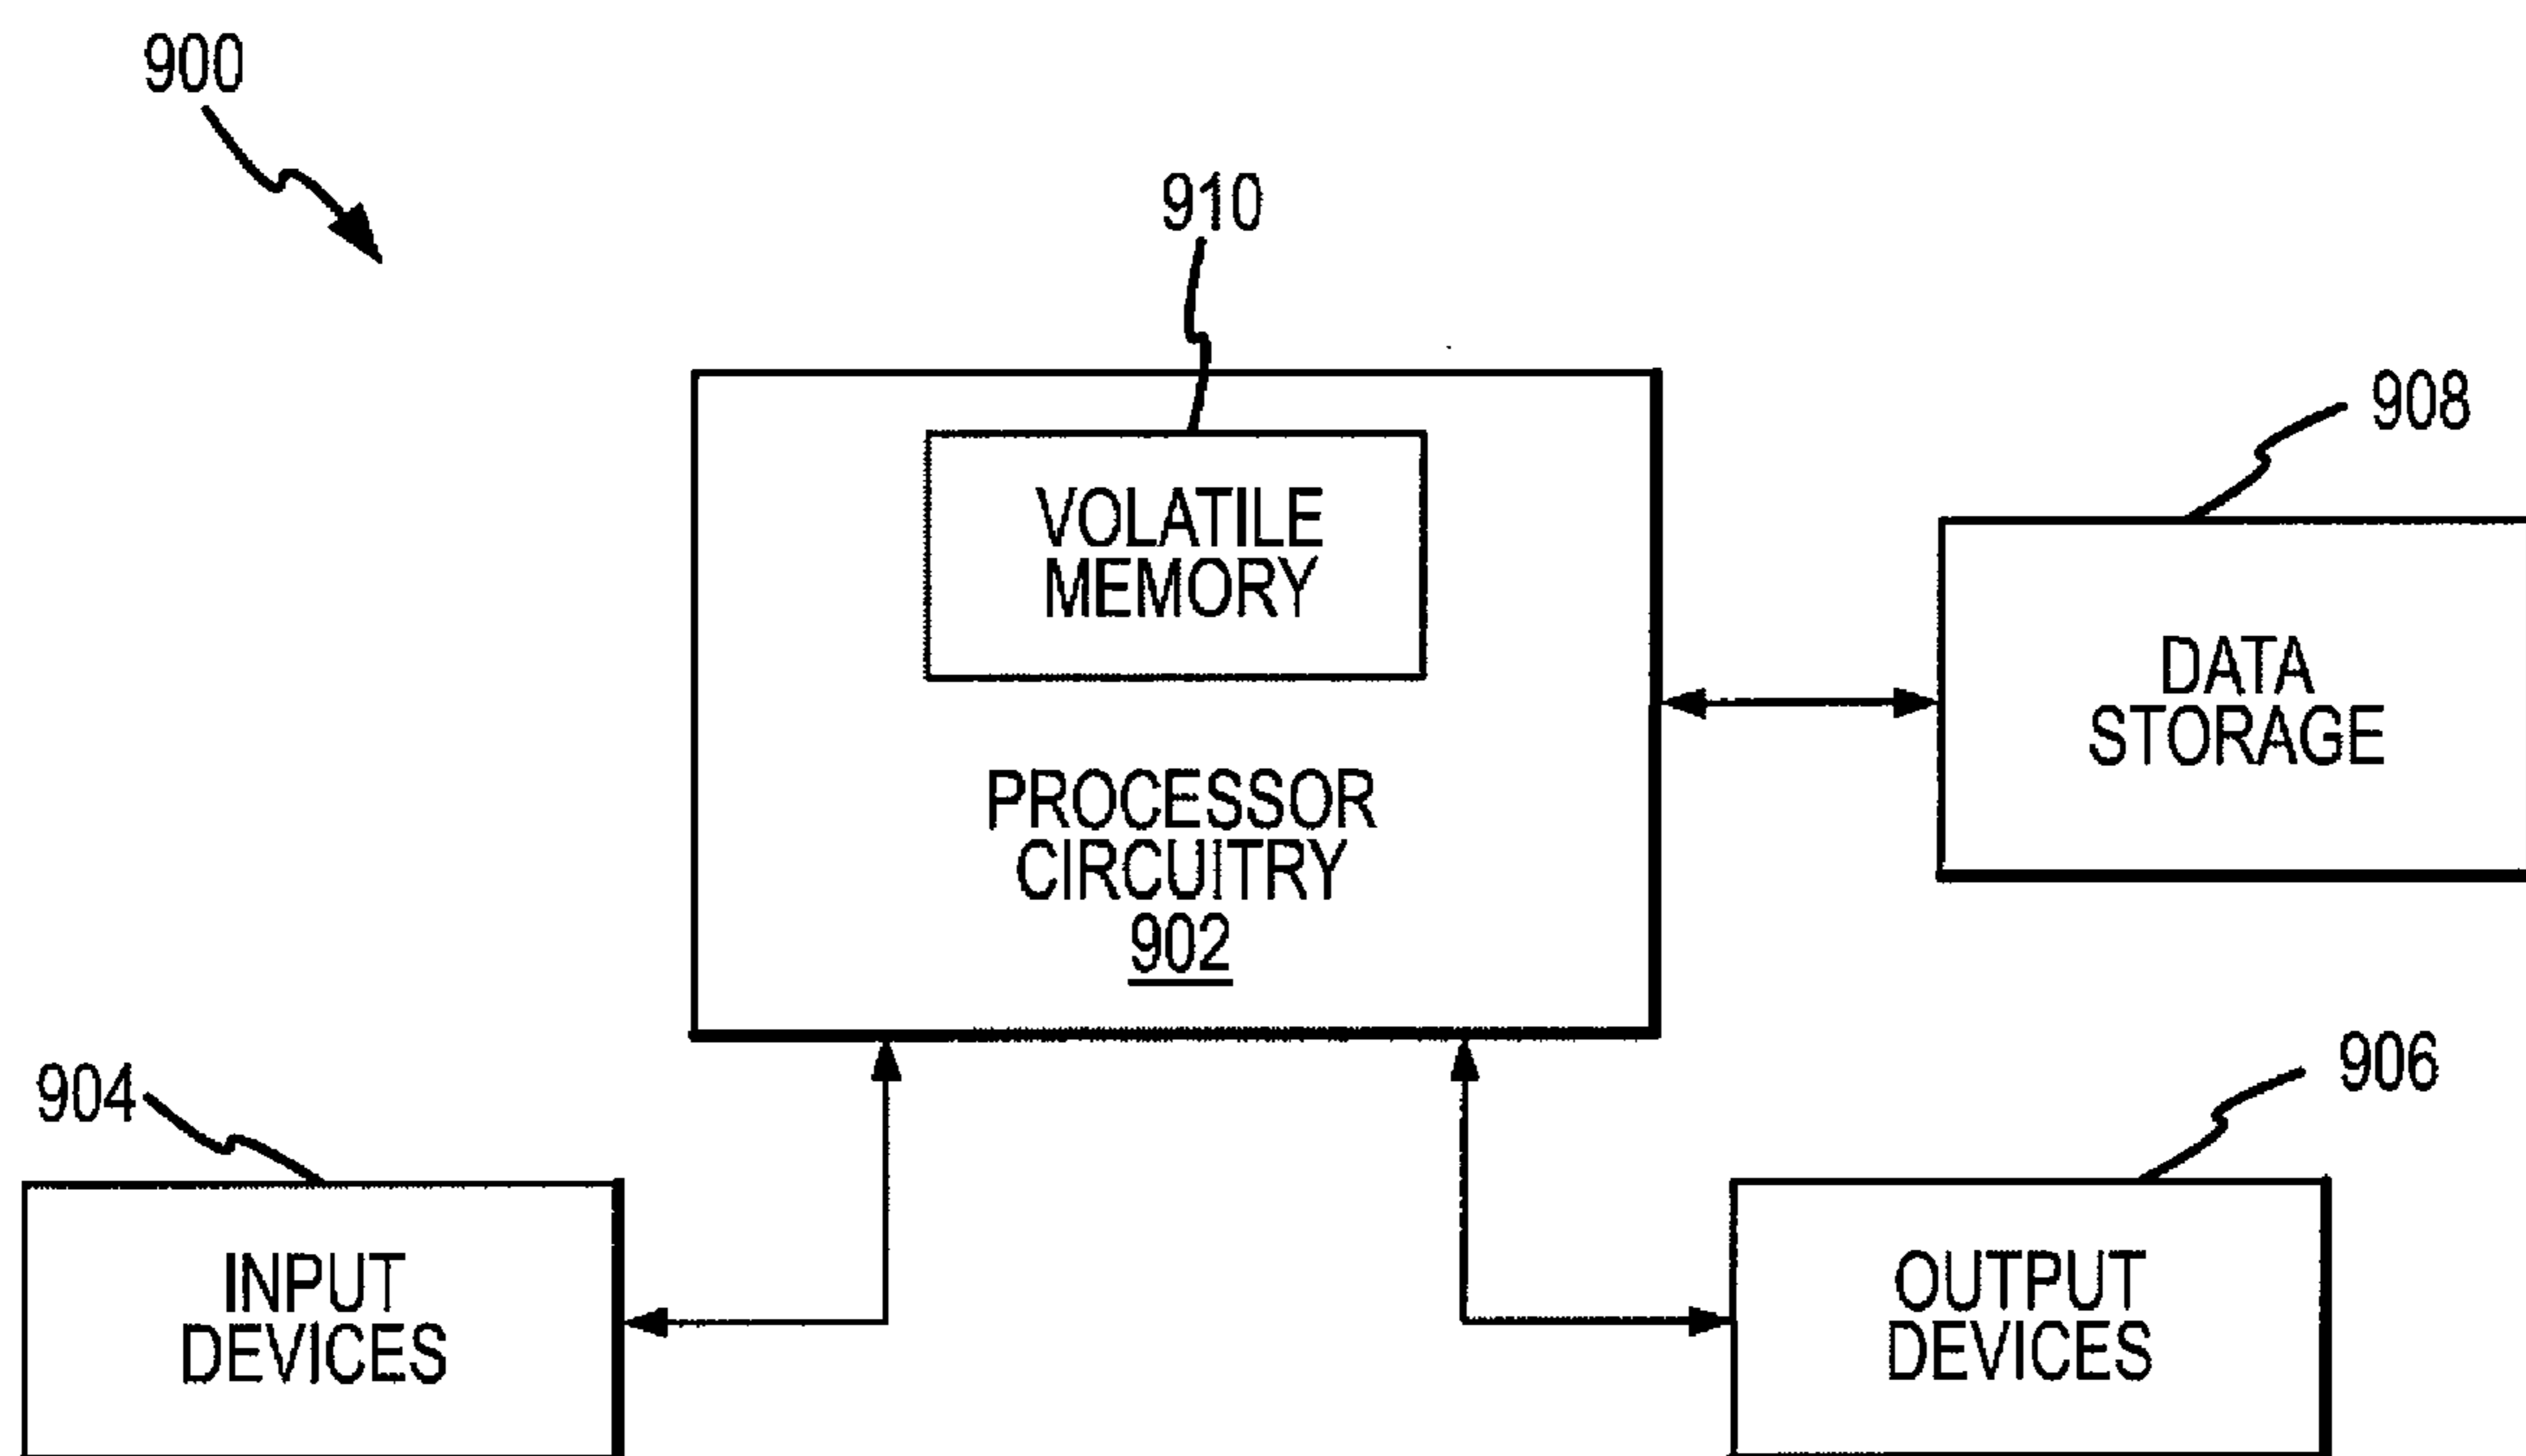 900
910
VOLATILE
MEMORY
908
DATA
STORAGE
PROCESSOR
CIRCUITRY
902
904
INPUT
DEVICES
906
OUTPUT
DEVICES